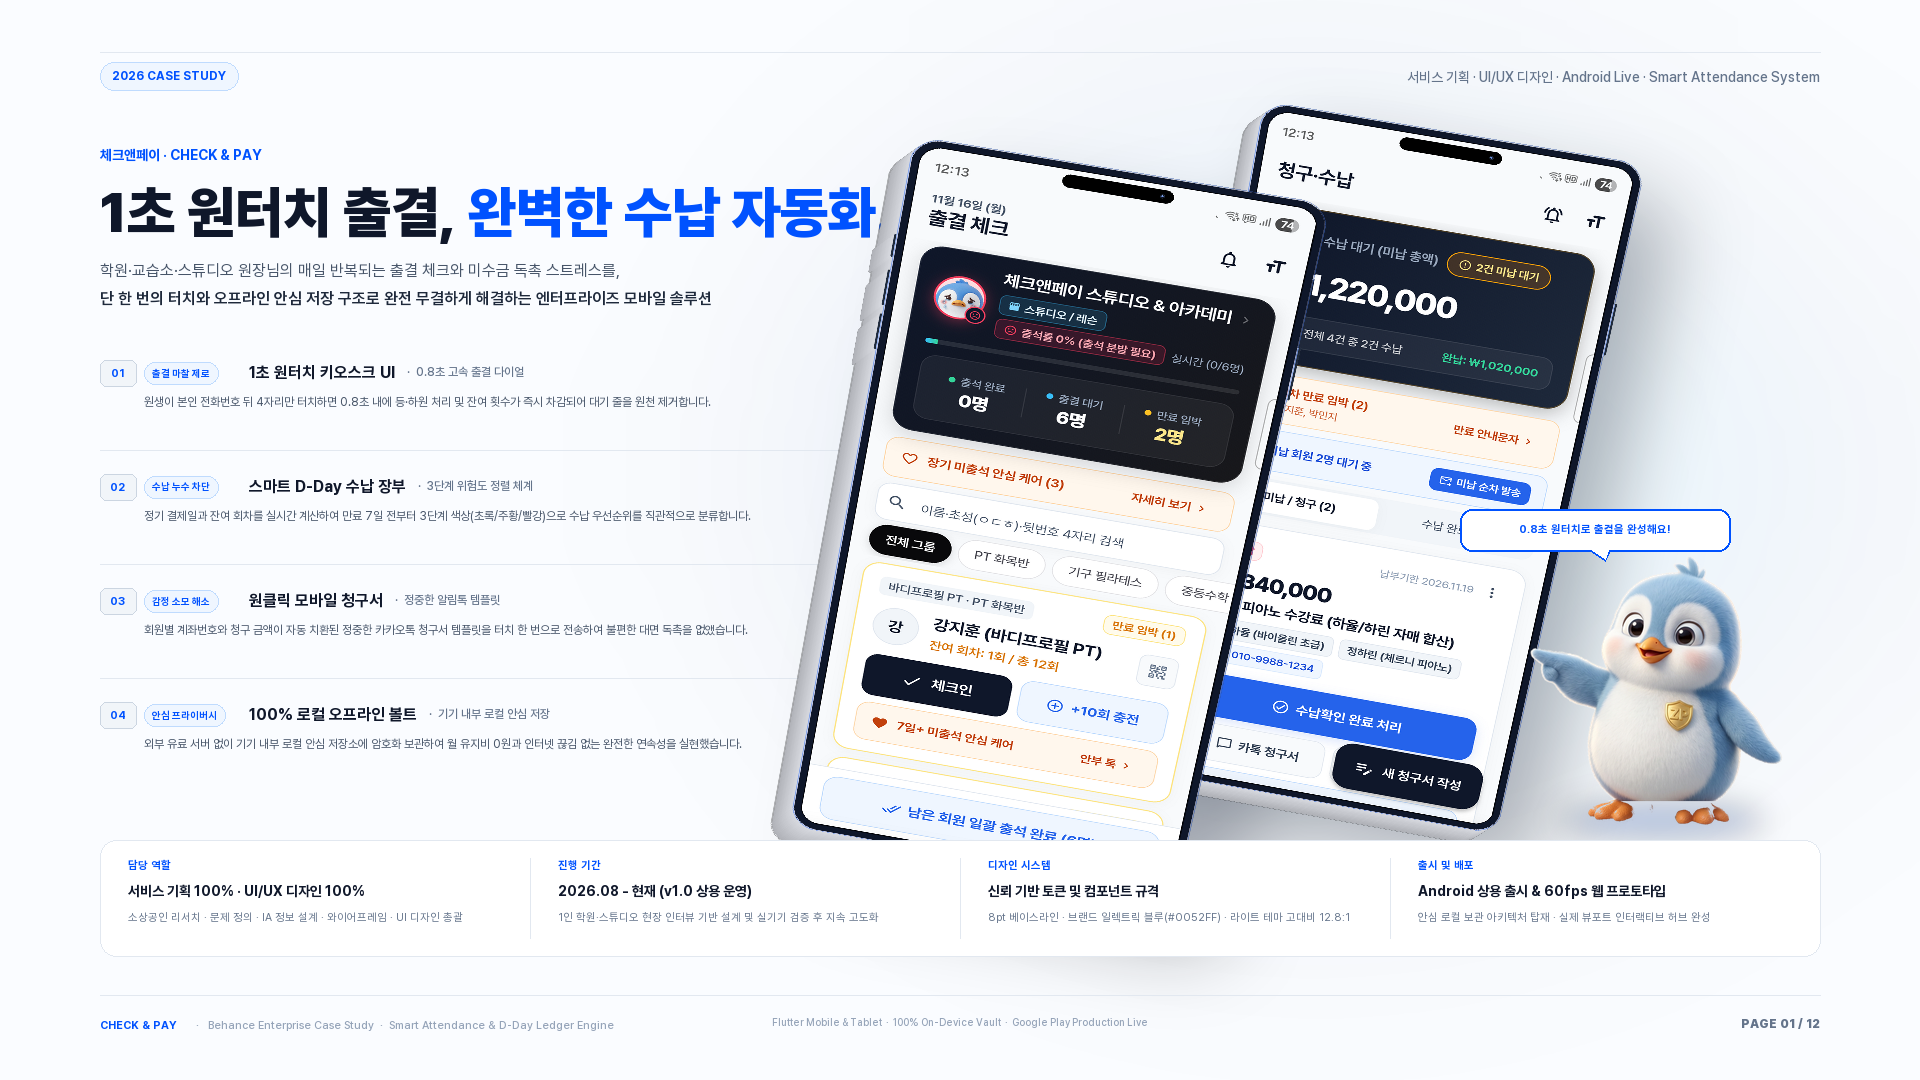 2026 CASE STUDY
서비스 기획 · UI/UX 디자인 · Android Live · Smart Attendance System
체크앤페이 · CHECK & PAY
1초 원터치 출결, 완벽한 수납 자동화
학원·교습소·스튜디오 원장님의 매일 반복되는 출결 체크와 미수금 독촉 스트레스를,
단 한 번의 터치와 오프라인 안심 저장 구조로 완전 무결하게 해결하는 엔터프라이즈 모바일 솔루션
01 출결 마찰 제로 1초 원터치 키오스크 UI · 0.8초 고속 출결 다이얼
원생이 본인 전화번호 뒤 4자리만 터치하면 0.8초 내에 등·하원 처리 및 잔여 횟수가 즉시 차감되어 대기 줄을 원천 제거합니다.
02 수납 누수 차단 스마트 D-Day 수납 장부 · 3단계 위험도 정렬 체계
정기 결제일과 잔여 회차를 실시간 계산하여 만료 7일 전부터 3단계 색상(초록/주황/빨강)으로 수납 우선순위를 직관적으로 분류합니다.
03 감정 소모 해소 원클릭 모바일 청구서 · 정중한 알림톡 템플릿
회원별 계좌번호와 청구 금액이 자동 치환된 정중한 카카오톡 청구서 템플릿을 터치 한 번으로 전송하여 불편한 대면 독촉을 없앴습니다.
04 안심 프라이버시 100% 로컬 오프라인 볼트 · 기기 내부 로컬 안심 저장
외부 유료 서버 없이 기기 내부 로컬 안심 저장소에 암호화 보관하여 월 유지비 0원과 인터넷 끊김 없는 완전한 연속성을 실현했습니다.
12:13
74
11월 16일 (월)
출결 체크
체크앤페이 스튜디오 & 아카데미
스튜디오 / 레슨
출석률 0% (출석 분발 필요)
실시간 (0/6명)
출석 완료
0명
출결 대기
6명
만료 임박
2명
장기 미출석 안심 케어 (3)
자세히 보기
이름·초성(ㅇㄷㅎ)·뒷번호 4자리 검색
전체 그룹
PT 화목반
기구 필라테스
중등수학
바디프로필 PT · PT 화목반
만료 임박 (1)
강
강지훈 (바디프로필 PT)
잔여 회차: 1회 / 총 12회
체크인
+10회 충전
7일+ 미출석 안심 케어
안부 톡
남은 회원 일괄 출석 완료 (6명)
12:13
HD
74
청구·수납
수납 대기 (미납 총액)
2건 미납 대기
1,220,000
전체 4건 중 2건 수납
완납: ₩1,020,000
차 만료 임박 (2)
지훈, 박민지
만료 안내문자
미납 회원 2명 대기 중
미납 순차 발송
미납 / 청구 (2)
수납 완
납부기한 2026.11.19
340,000
피아노 수강료 (하율/하린 자매 합산)
하율 (바이올린 초급)
정하린 (체르니 피아노)
010-9988-1234
수납확인 완료 처리
카톡 청구서
새 청구서 작성
0.8초 원터치로 출결을 완성해요!
담당 역할
서비스 기획 100% · UI/UX 디자인 100%
소상공인 리서치 · 문제 정의 · IA 정보 설계 · 와이어프레임 · UI 디자인 총괄
진행 기간
2026.08 - 현재 (v1.0 상용 운영)
1인 학원·스튜디오 현장 인터뷰 기반 설계 및 실기기 검증 후 지속 고도화
디자인 시스템
신뢰 기반 토큰 및 컴포넌트 규격
8pt 베이스라인 · 브랜드 일렉트릭 블루(#0052FF) · 라이트 테마 고대비 12.8:1
출시 및 배포
Android 상용 출시 & 60fps 웹 프로토타입
안심 로컬 보관 아키텍처 탑재 · 실제 뷰포트 인터랙티브 허브 완성
CHECK & PAY · Behance Enterprise Case Study · Smart Attendance & D-Day Ledger Engine
Flutter Mobile & Tablet · 100% On-Device Vault · Google Play Production Live
PAGE 01 / 12